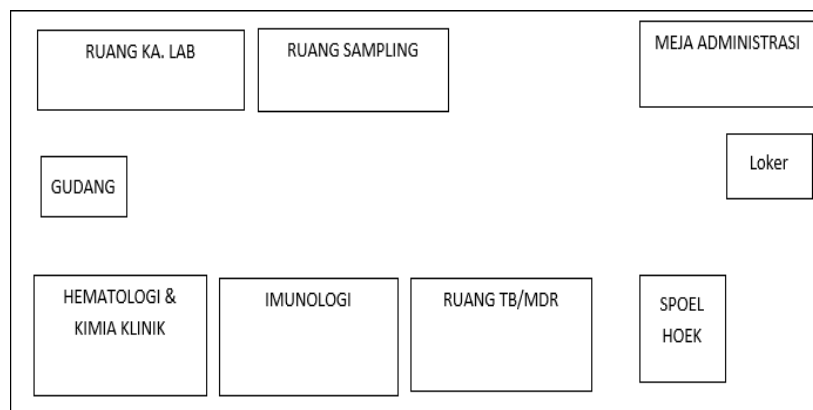 RUANG KA. LAB
RUANG SAMPLING
MEJA ADMINISTRASI
Loker
GUDANG
HEMATOLOGI &
KIMIA KLINIK
IMUNOLOGI
RUANG TB/MDR
SPOEL
HOEK